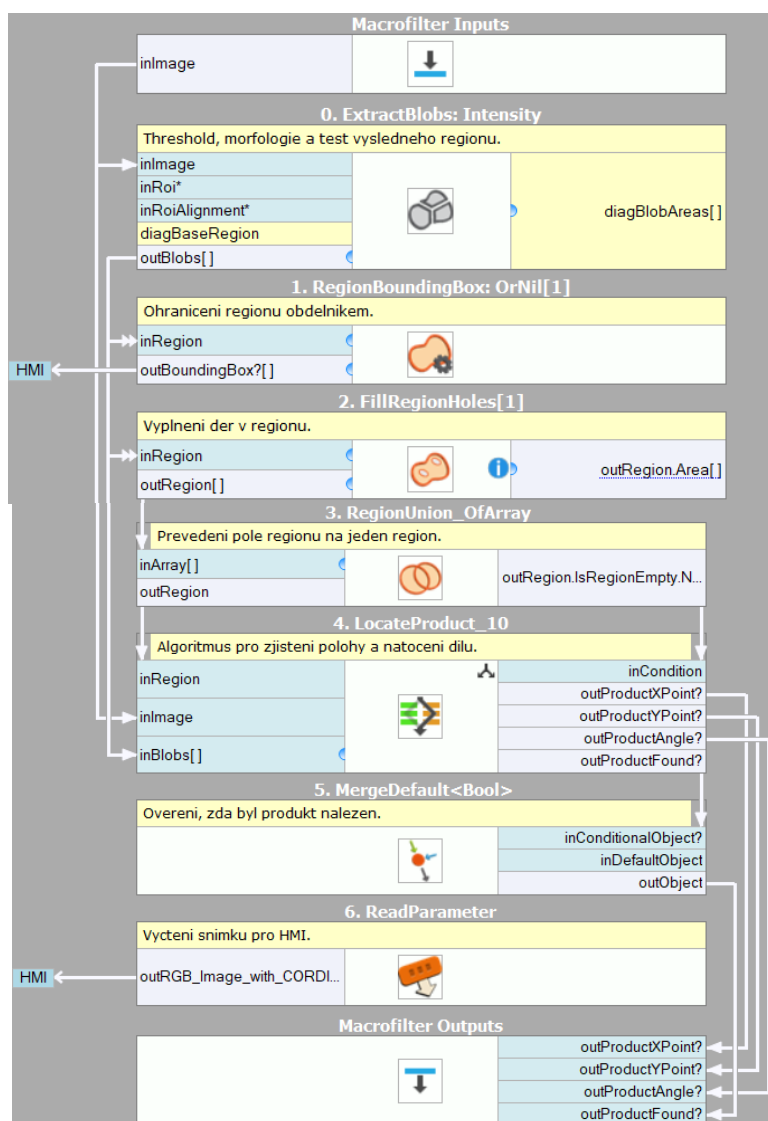 Macrofilter Inputs
inImage
0. ExtractBlobs: Intensity
Threshold, morfologie a test vysledneho regionu.
inImage
inRoi*
inRoiAlignment*
diagBaseRegion
outBlobs[]
diagBlobAreas[]
1. RegionBoundingBox: OrNil[1]
Ohraniceni regionu obdelnikem.
inRegion
outBoundingBox?[]
HMI
2. FillRegionHoles[1]
Vyplneni der v regionu.
inRegion
outRegion[]
outRegion.Area[]
3. RegionUnion_OfArray
Prevedeni pole regionu na jeden region.
inArray[]
outRegion
outRegion.IsRegionEmpty.N...
4. LocateProduct_10
Algoritmus pro zjisteni polohy a natoceni dilu.
inRegion
inImage
inBlobs[]
inCondition
outProductXPoint?
outProductYPoint?
outProductAngle?
outProductFound?
5. MergeDefault<Bool>
Overeni, zda byl produkt nalezen.
inConditionalObject?
inDefaultObject
outObject
6. ReadParameter
Vycteni snimku pro HMI.
HMI
outRGB_Image_with_CORDI...
Macrofilter Outputs
outProductXPoint?
outProductYPoint?
outProductAngle?
outProductFound?